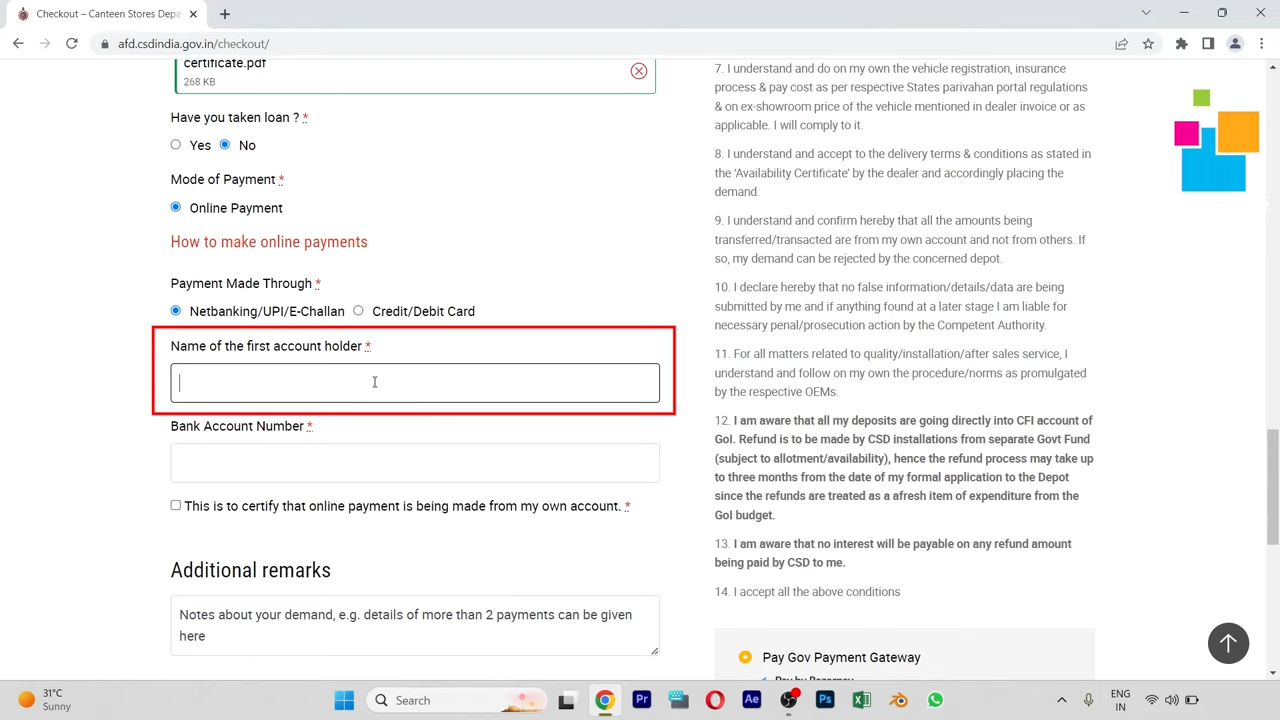 Checkout – Canteen Stores Depa
afd.csdindia.gov.in/checkout/
certificate.pdf
268 KB
Have you taken loan ? *
Yes No
Mode of Payment *
Online Payment
How to make online payments
Payment Made Through *
Netbanking/UPI/E-Challan Credit/Debit Card
Name of the first account holder *
Bank Account Number *
This is to certify that online payment is being made from my own account. *
Additional remarks
Notes about your demand, e.g. details of more than 2 payments can be given
here
7. I understand and do on my own the vehicle registration, insurance
process & pay cost as per respective States parivahan portal regulations
& on ex-showroom price of the vehicle mentioned in dealer invoice or as
applicable. I will comply to it.
8. I understand and accept to the delivery terms & conditions as stated in
the 'Availability Certificate' by the dealer and accordingly placing the
demand.
9. I understand and confirm hereby that all the amounts being
transferred/transacted are from my own account and not from others. If
so, my demand can be rejected by the concerned depot.
10. I declare hereby that no false information/details/data are being
submitted by me and if anything found at a later stage I am liable for
necessary penal/prosecution action by the Competent Authority.
11. For all matters related to quality/installation/after sales service, I
understand and follow on my own the procedure/norms as promulgated
by the respective OEMs.
12. I am aware that all my deposits are going directly into CFI account of
GoI. Refund is to be made by CSD installations from separate Govt Fund
(subject to allotment/availability), hence the refund process may take up
to three months from the date of my formal application to the Depot
since the refunds are treated as a afresh item of expenditure from the
GoI budget.
13. I am aware that no interest will be payable on any refund amount
being paid by CSD to me.
14. I accept all the above conditions
Pay Gov Payment Gateway
Pay by Razorpay
31°C
Sunny
Search
Pr
Ae
Ps
ENG
IN